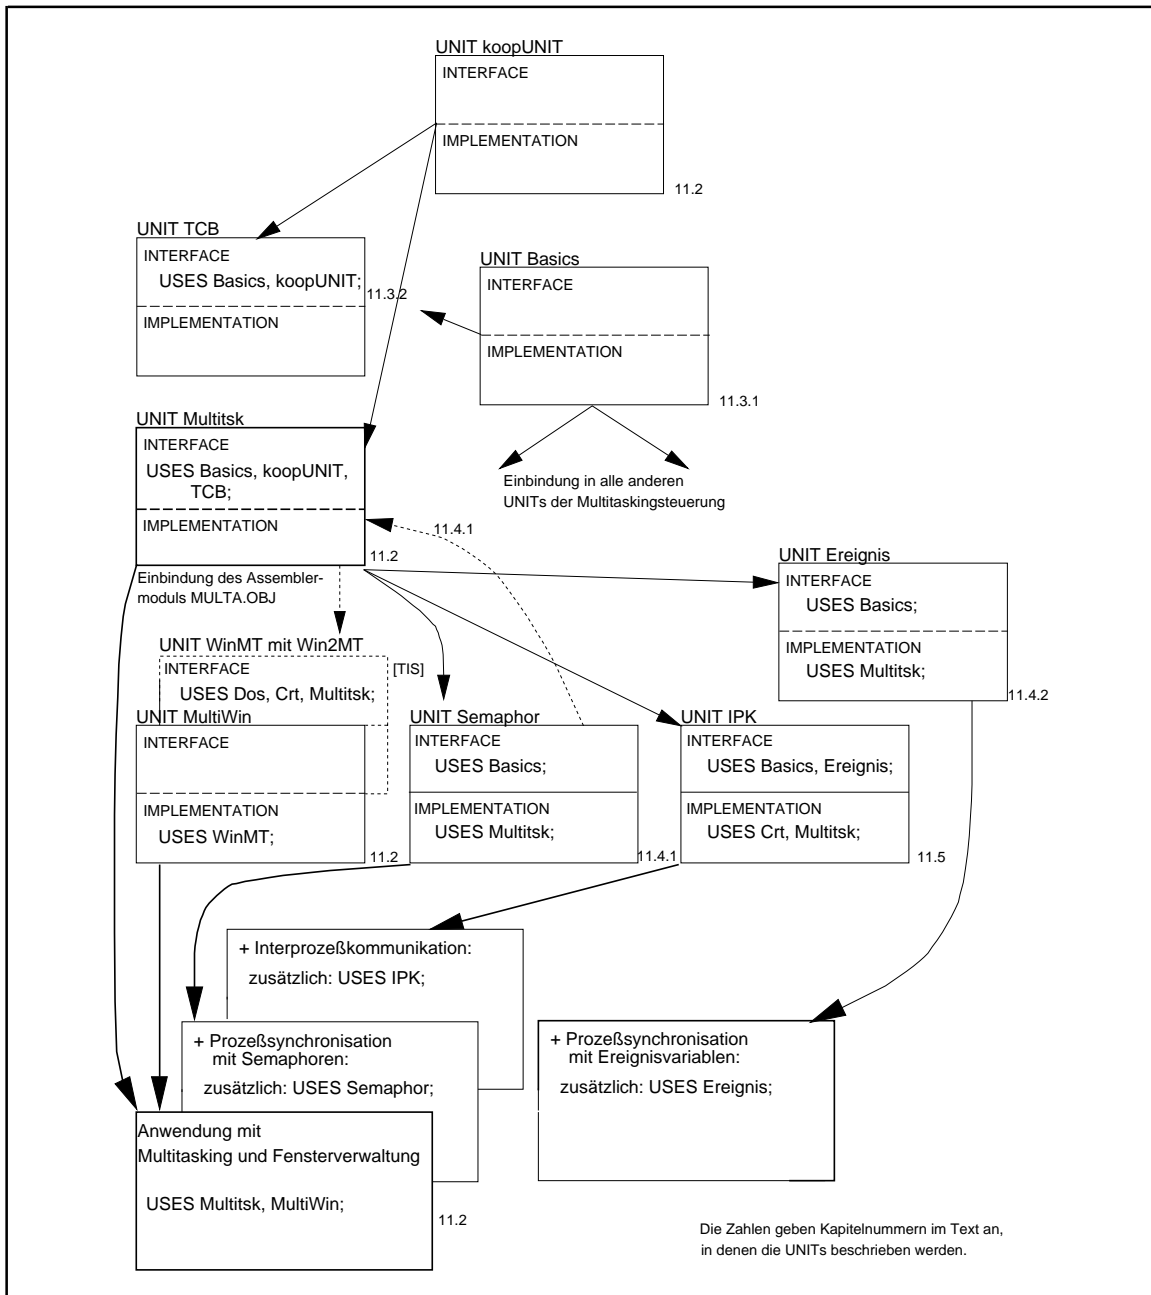 UNIT koopUNIT
INTERFACE
IMPLEMENTATION
11.2
UNIT TCB
INTERFACE
USES Basics, koopUNIT;
11.3.2
IMPLEMENTATION
UNIT Basics
INTERFACE
IMPLEMENTATION
11.3.1
Einbindung in alle anderen
UNITs der Multitaskingsteuerung
UNIT Multitsk
INTERFACE
USES Basics, koopUNIT,
TCB;
IMPLEMENTATION
11.2
11.4.1
Einbindung des Assembler-
moduls MULTA.OBJ
UNIT Ereignis
INTERFACE
USES Basics;
IMPLEMENTATION
USES Multitsk;
11.4.2
UNIT WinMT mit Win2MT
INTERFACE
[TIS]
USES Dos, Crt, Multitsk;
UNIT MultiWin
INTERFACE
IMPLEMENTATION
USES WinMT;
11.2
UNIT Semaphor
INTERFACE
USES Basics;
IMPLEMENTATION
USES Multitsk;
11.4.1
UNIT IPK
INTERFACE
USES Basics, Ereignis;
IMPLEMENTATION
USES Crt, Multitsk;
11.5
+ Interprozeßkommunikation:
zusätzlich: USES IPK;
+ Prozeßsynchronisation
mit Semaphoren:
zusätzlich: USES Semaphor;
+ Prozeßsynchronisation
mit Ereignisvariablen:
zusätzlich: USES Ereignis;
Anwendung mit
Multitasking und Fensterverwaltung
USES Multitsk, MultiWin;
11.2
Die Zahlen geben Kapitelnummern im Text an,
in denen die UNITs beschrieben werden.